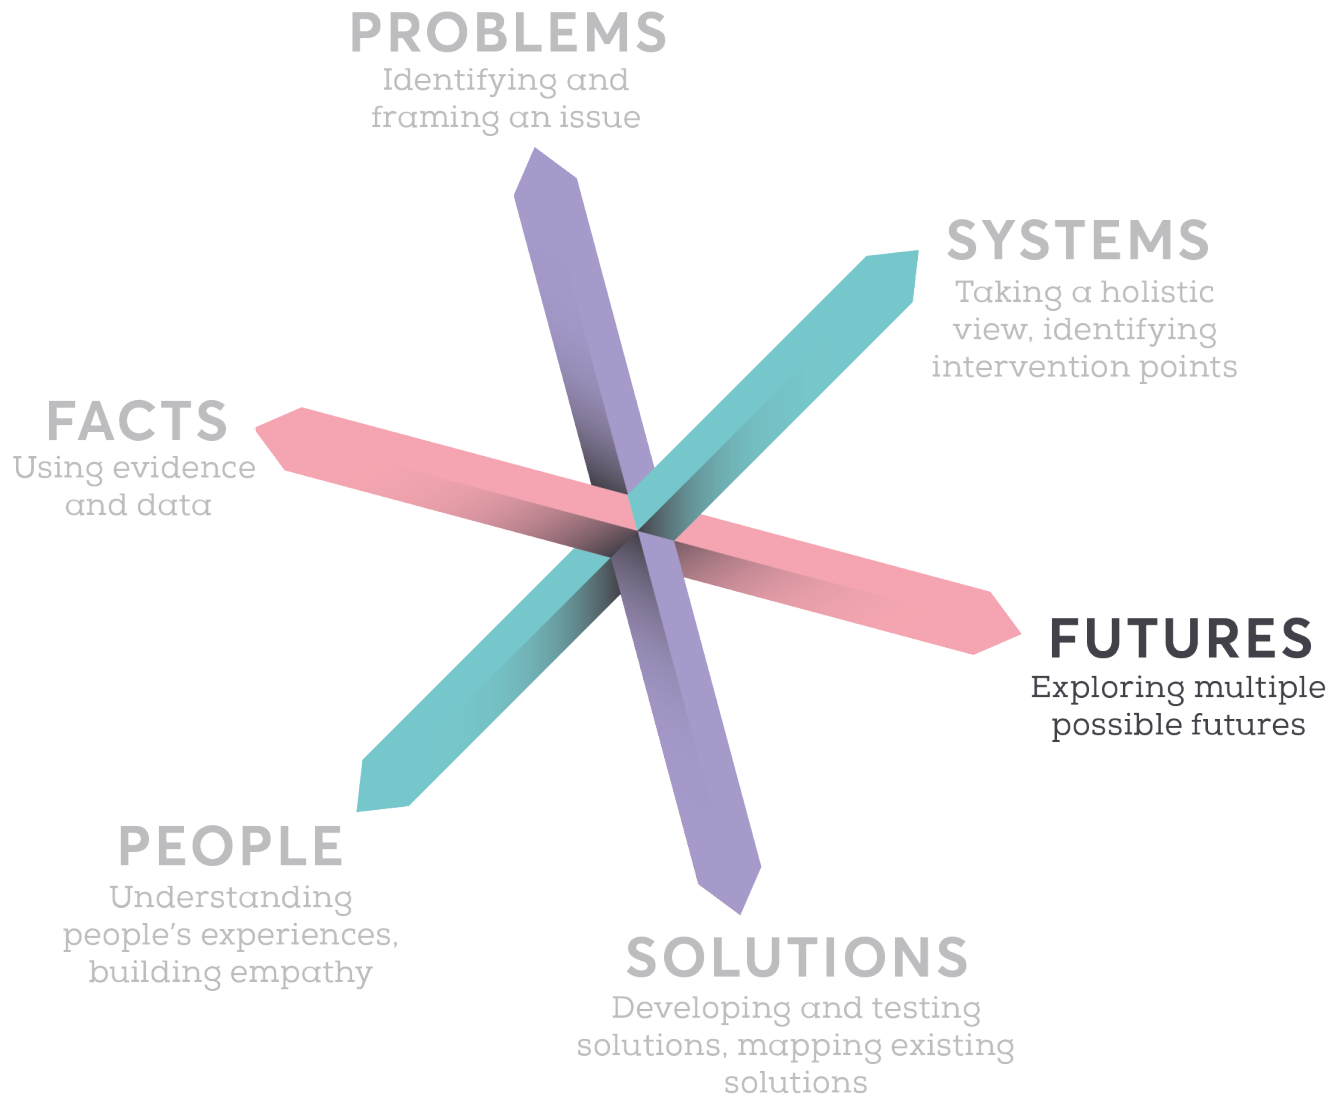 PROBLEMS
Identifying and
framing an issue
SYSTEMS
Taking a holistic
view, identifying
intervention points
FACTS
Using evidence
and data
FUTURES
Exploring multiple
possible futures
PEOPLE
Understanding
people's experiences,
building empathy
SOLUTIONS
Developing and testing
solutions, mapping existing
solutions